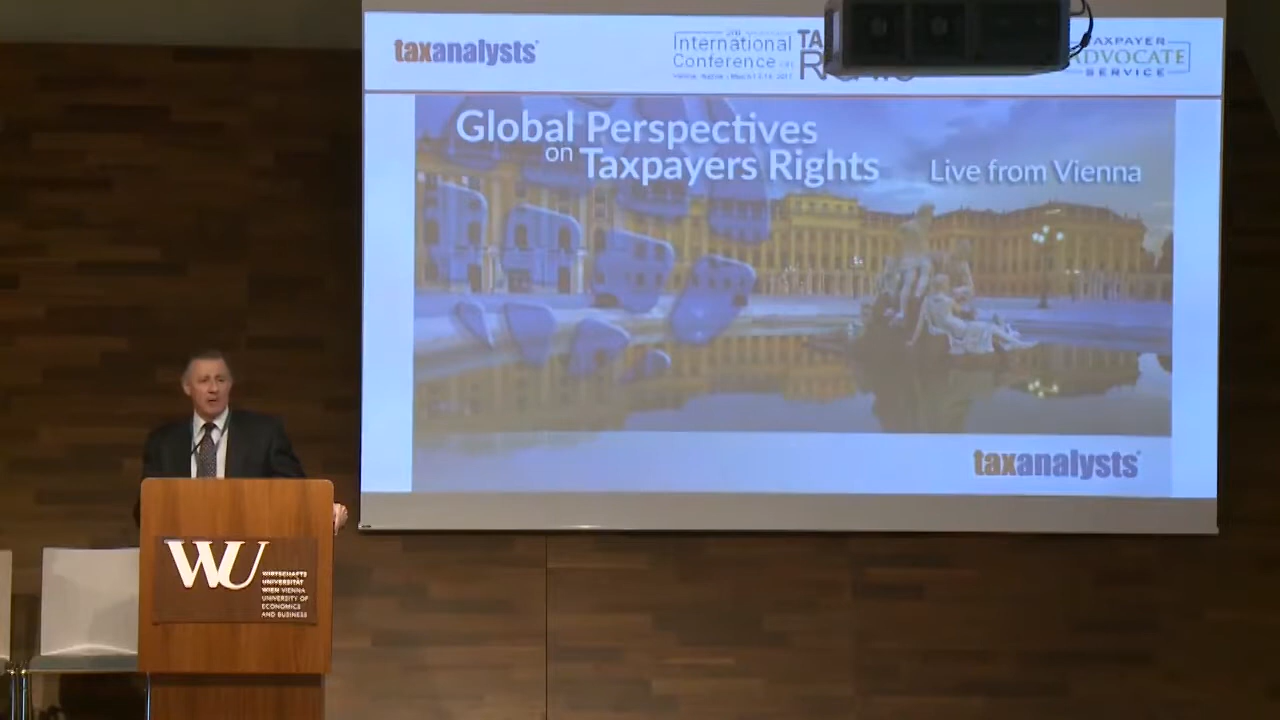 taxanalysts
International
Conference
TA
TAXPAYER
ADVOCATE
SERVICE
Global Perspectives
on Taxpayers Rights
Live from Vienna
taxanalysts
WU
WIRTSCHAFTS
UNIVERSITÄT
WIEN VIENNA
UNIVERSITY OF
ECONOMICS
AND BUSINESS